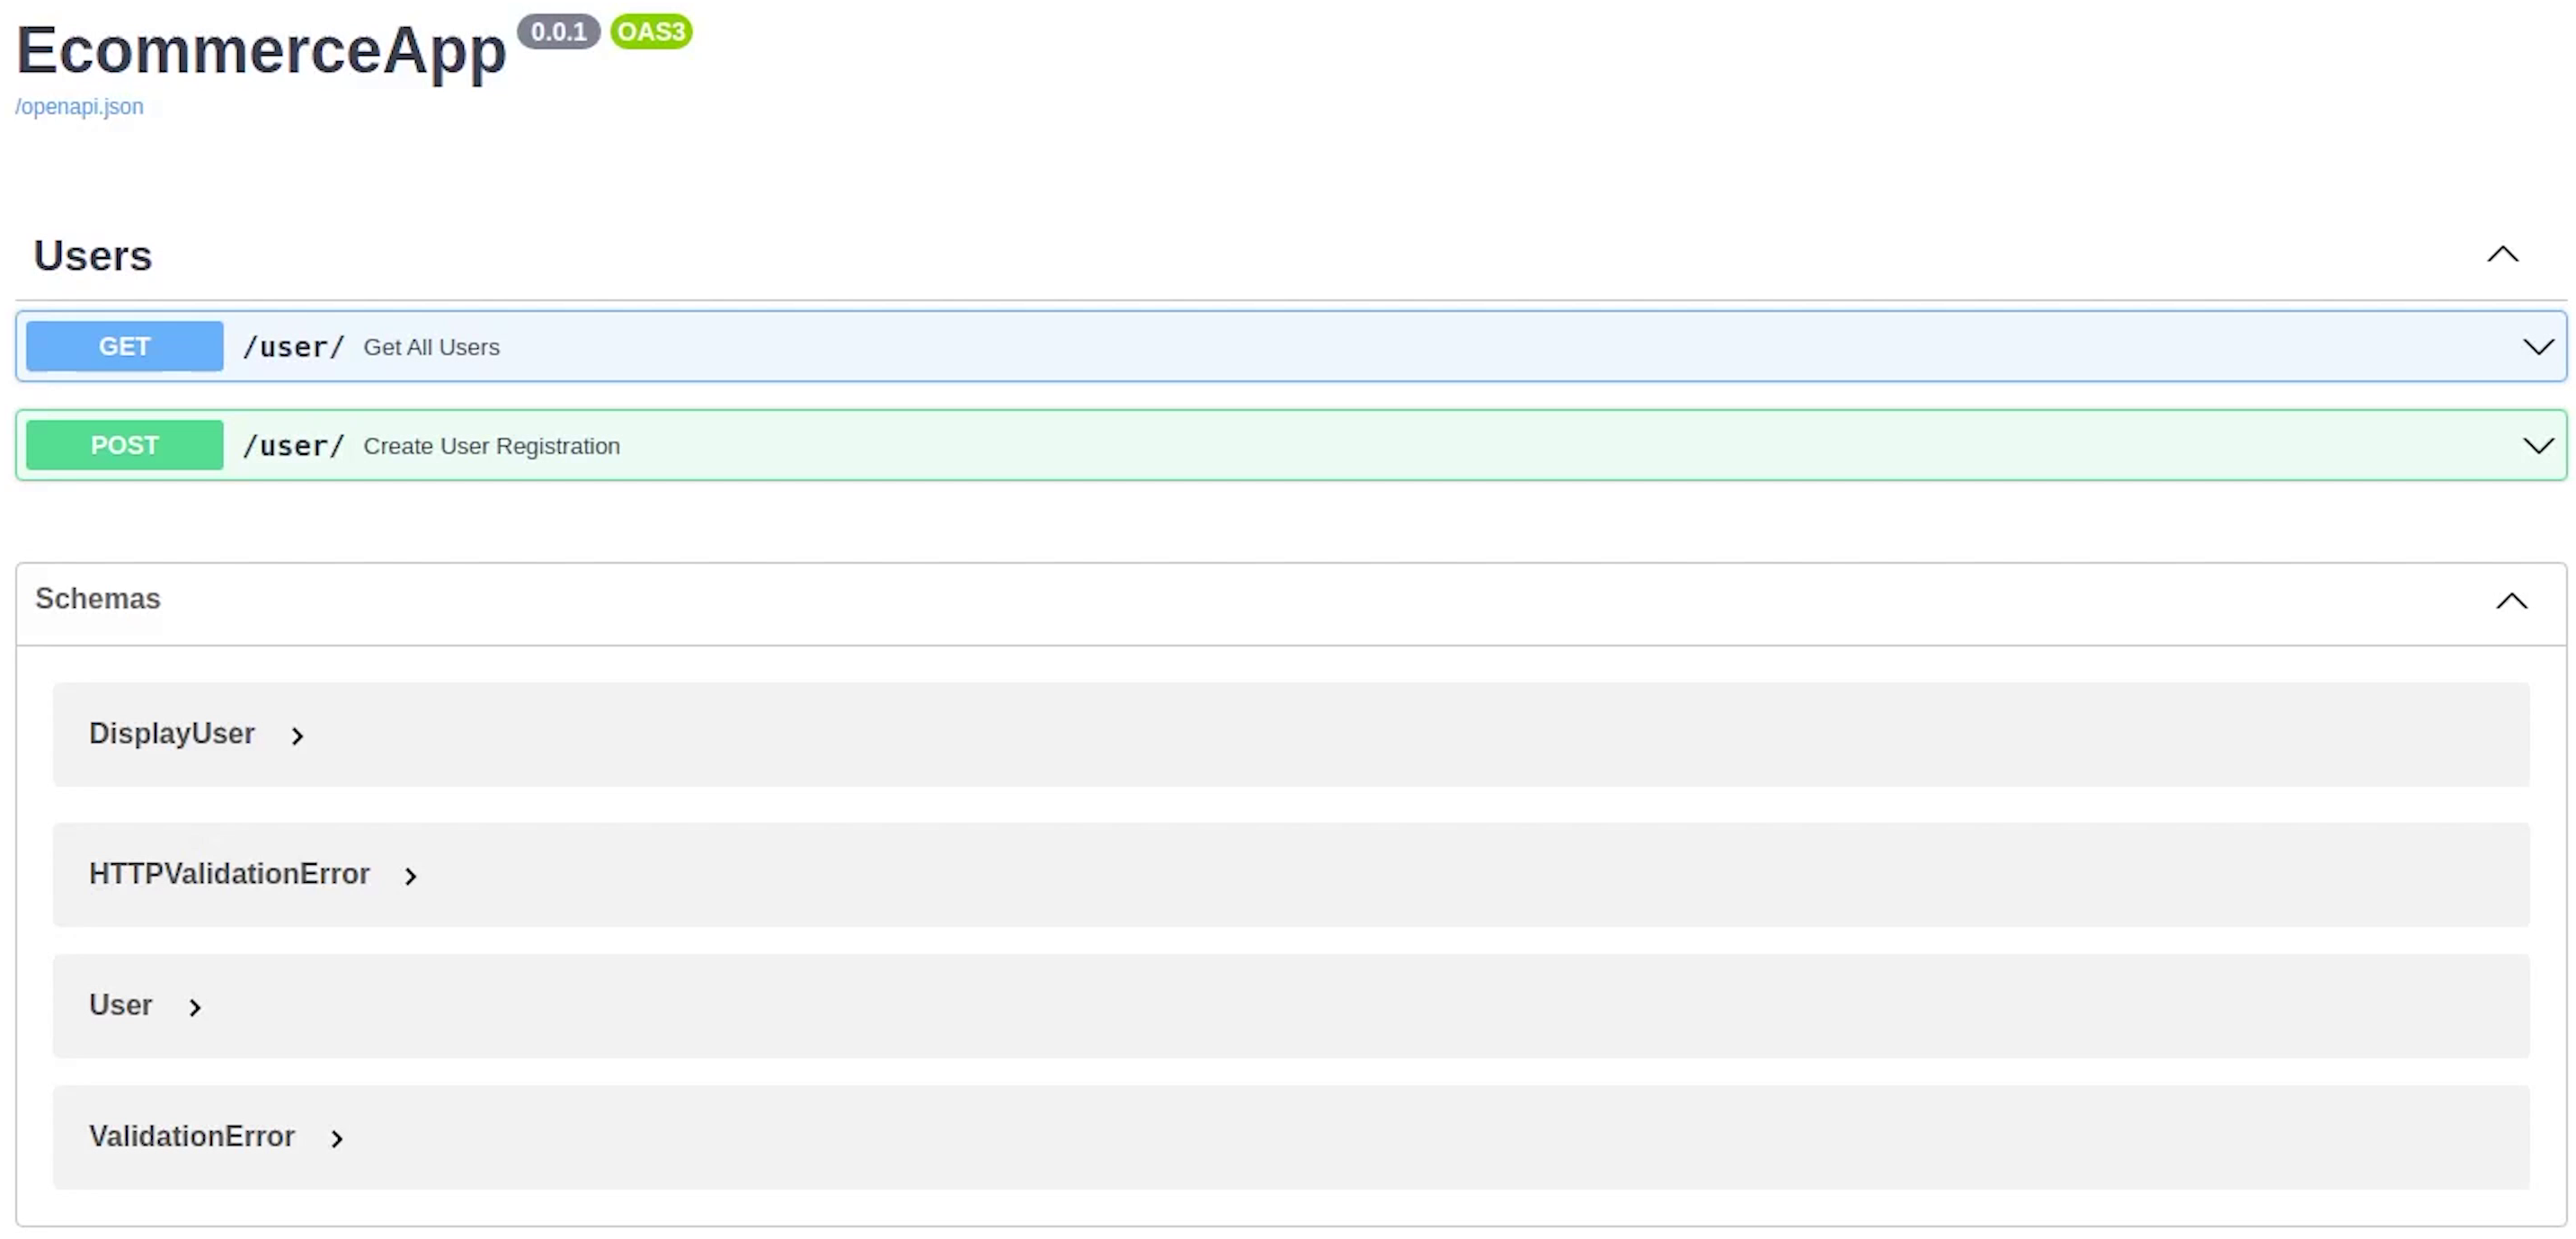 EcommerceApp 0.0.1 OAS3
/openapi.json
Users
GET /user/ Get All Users
POST /user/ Create User Registration
Schemas
DisplayUser
HTTPValidationError
User
ValidationError